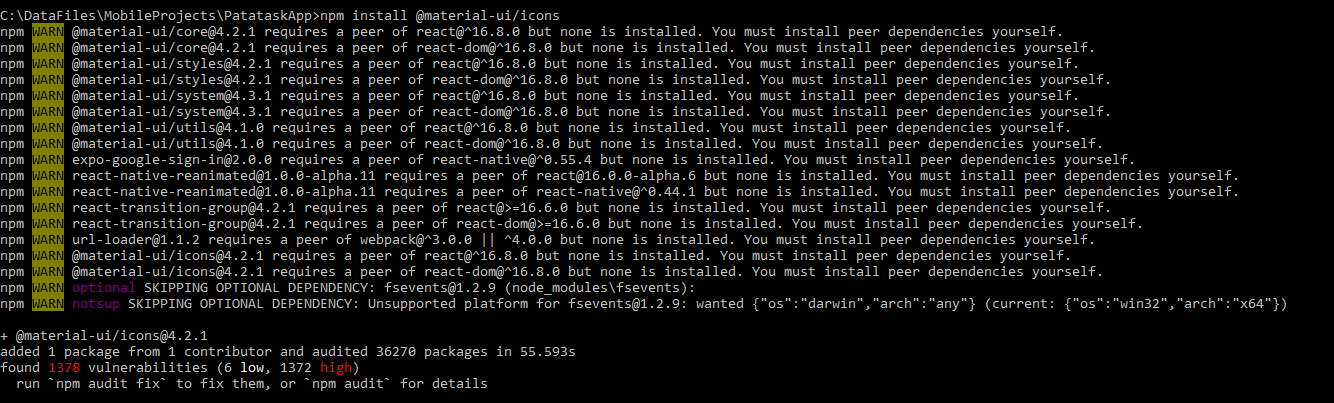 C:\DataFiles\MobileProjects\PatataskApp>npm install @material-ui/icons
npm WARN @material-ui/core@4.2.1 requires a peer of react@^16.8.0 but none is installed. You must install peer dependencies yourself.
npm WARN @material-ui/core@4.2.1 requires a peer of react-dom@^16.8.0 but none is installed. You must install peer dependencies yourself.
npm WARN @material-ui/styles@4.2.1 requires a peer of react@^16.8.0 but none is installed. You must install peer dependencies yourself.
npm WARN @material-ui/styles@4.2.1 requires a peer of react-dom@^16.8.0 but none is installed. You must install peer dependencies yourself.
npm WARN @material-ui/system@4.3.1 requires a peer of react@^16.8.0 but none is installed. You must install peer dependencies yourself.
npm WARN @material-ui/system@4.3.1 requires a peer of react-dom@^16.8.0 but none is installed. You must install peer dependencies yourself.
npm WARN @material-ui/utils@4.1.0 requires a peer of react@^16.8.0 but none is installed. You must install peer dependencies yourself.
npm WARN @material-ui/utils@4.1.0 requires a peer of react-dom@^16.8.0 but none is installed. You must install peer dependencies yourself.
npm WARN expo-google-sign-in@2.0.0 requires a peer of react-native@^0.55.4 but none is installed. You must install peer dependencies yourself.
npm WARN react-native-reanimated@1.0.0-alpha.11 requires a peer of react@16.0.0-alpha.6 but none is installed. You must install peer dependencies yourself.
npm WARN react-native-reanimated@1.0.0-alpha.11 requires a peer of react-native@^0.44.1 but none is installed. You must install peer dependencies yourself.
npm WARN react-transition-group@4.2.1 requires a peer of react@>=16.6.0 but none is installed. You must install peer dependencies yourself.
npm WARN react-transition-group@4.2.1 requires a peer of react-dom@>=16.6.0 but none is installed. You must install peer dependencies yourself.
npm WARN url-loader@1.1.2 requires a peer of webpack@^3.0.0 || ^4.0.0 but none is installed. You must install peer dependencies yourself.
npm WARN @material-ui/icons@4.2.1 requires a peer of react@^16.8.0 but none is installed. You must install peer dependencies yourself.
npm WARN @material-ui/icons@4.2.1 requires a peer of react-dom@^16.8.0 but none is installed. You must install peer dependencies yourself.
npm WARN optional SKIPPING OPTIONAL DEPENDENCY: fsevents@1.2.9 (node_modules\fsevents):
npm WARN notsup SKIPPING OPTIONAL DEPENDENCY: Unsupported platform for fsevents@1.2.9: wanted {"os":"darwin","arch":"any"} (current: {"os":"win32","arch":"x64"})
+ @material-ui/icons@4.2.1
added 1 package from 1 contributor and audited 36270 packages in 55.593s
found 1378 vulnerabilities (6 low, 1372 high)
run `npm audit fix` to fix them, or `npm audit` for details